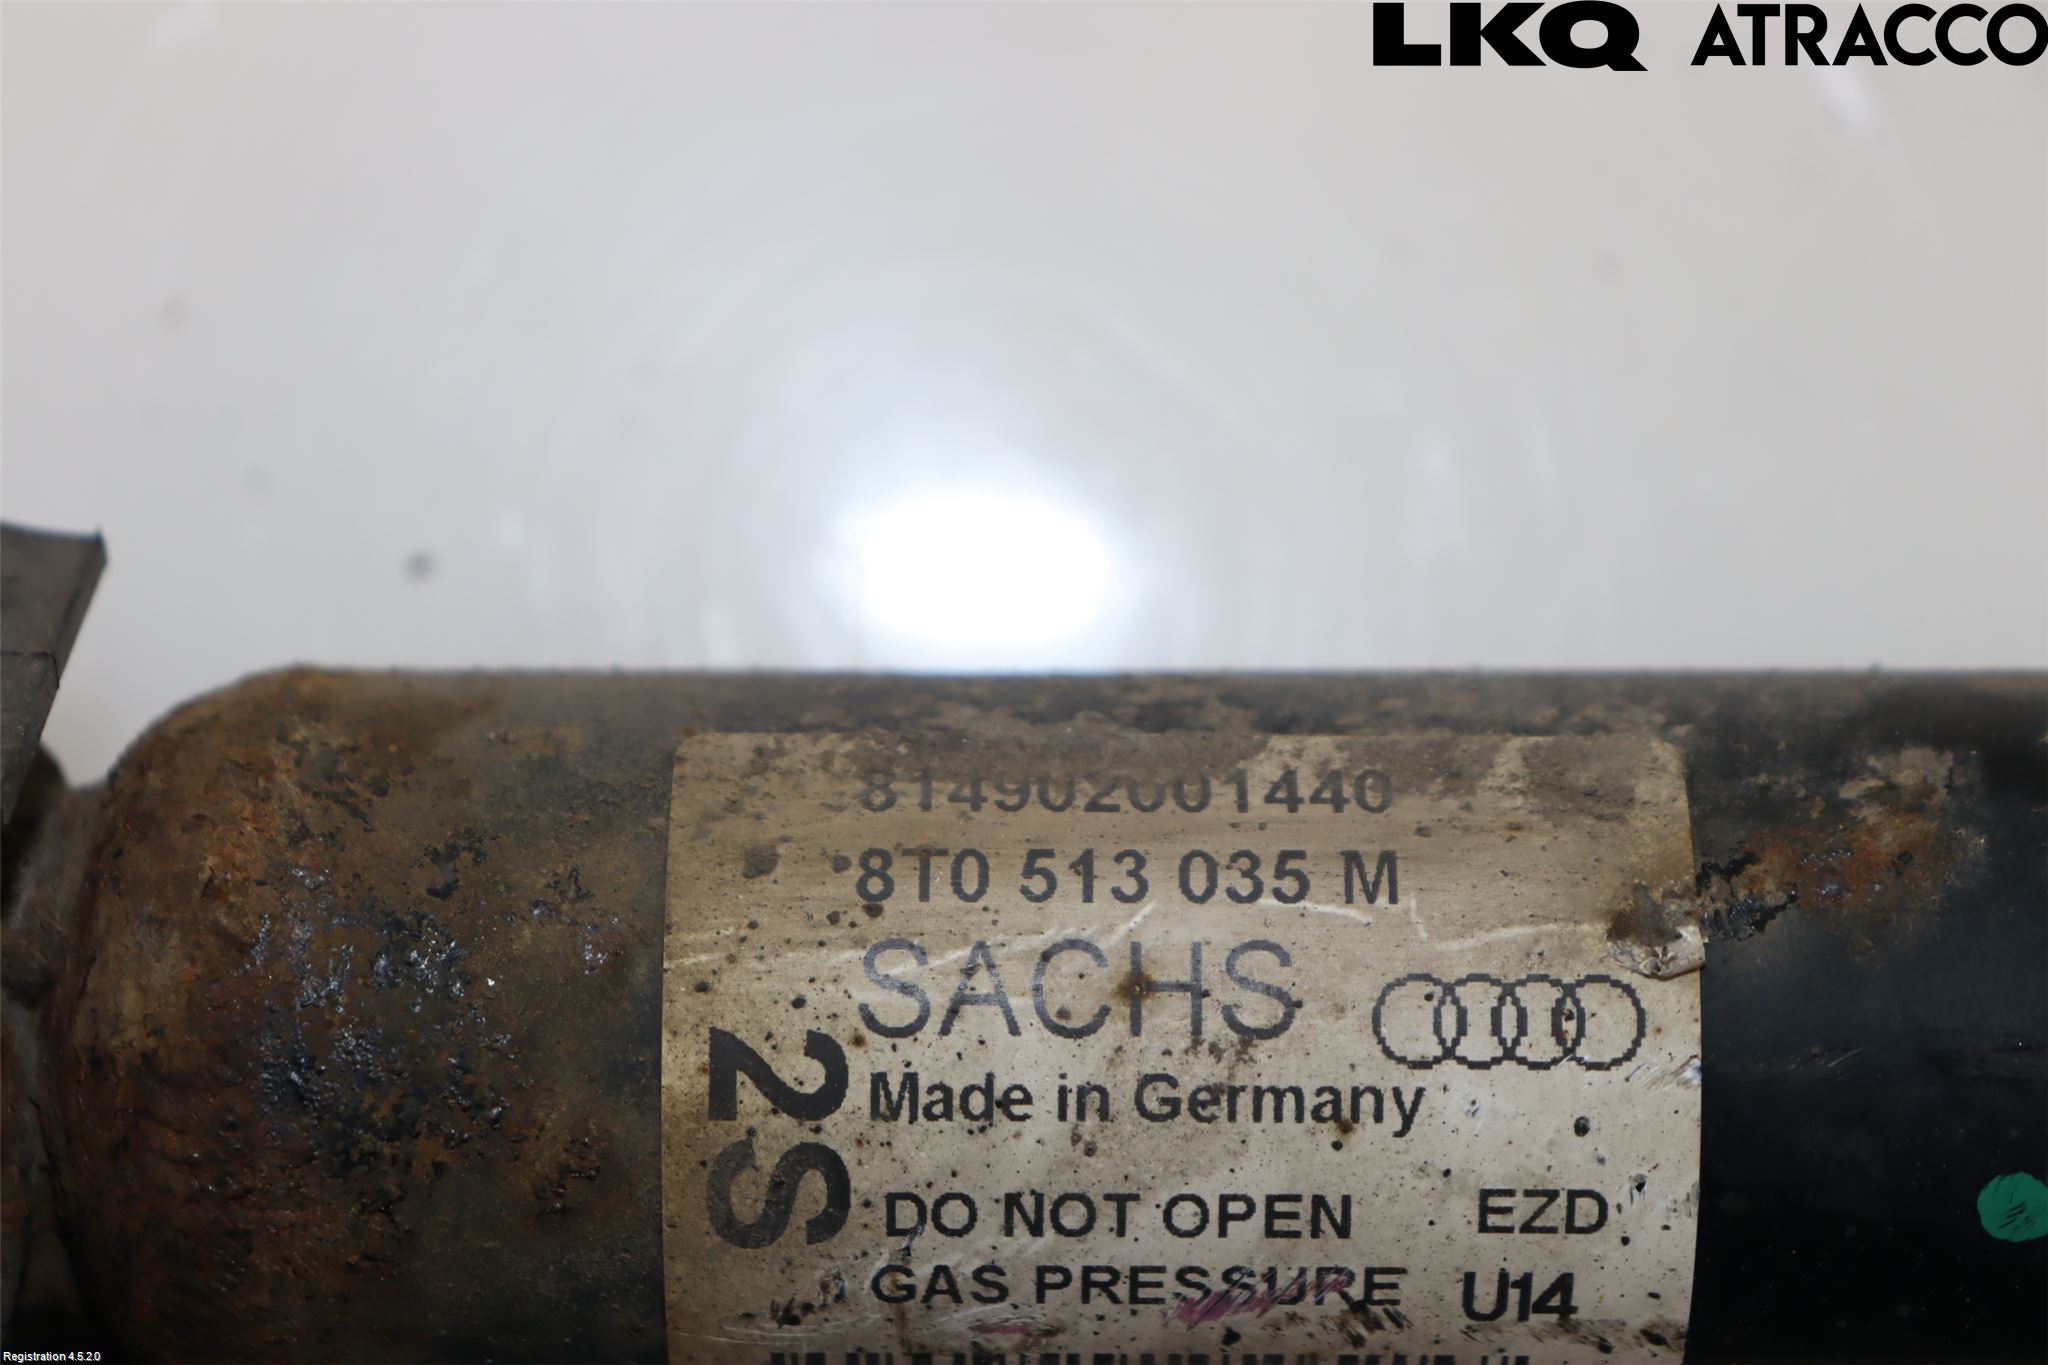 LKQ ATRACCO
814902001440
8T0 513 035 M
SACHS
2S
Made in Germany
DO NOT OPEN EZD
GAS PRESSURE U14
Registration 4.5.2.0